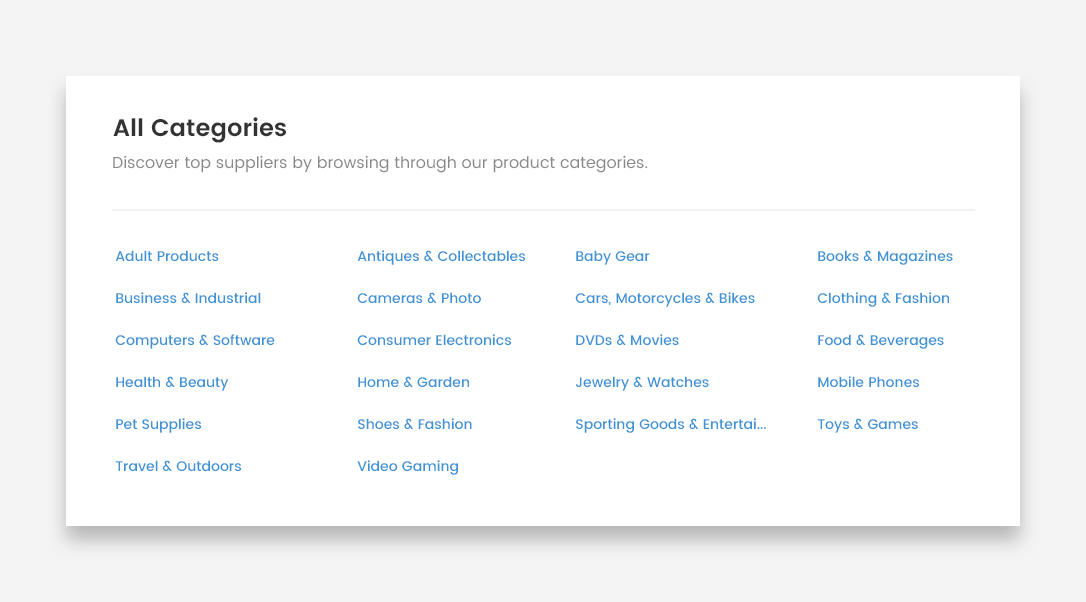 All Categories
Discover top suppliers by browsing through our product categories.
Adult Products Antiques & Collectables Baby Gear Books & Magazines
Business & Industrial Cameras & Photo Cars, Motorcycles & Bikes Clothing & Fashion
Computers & Software Consumer Electronics DVDs & Movies Food & Beverages
Health & Beauty Home & Garden Jewelry & Watches Mobile Phones
Pet Supplies Shoes & Fashion Sporting Goods & Entertai... Toys & Games
Travel & Outdoors Video Gaming